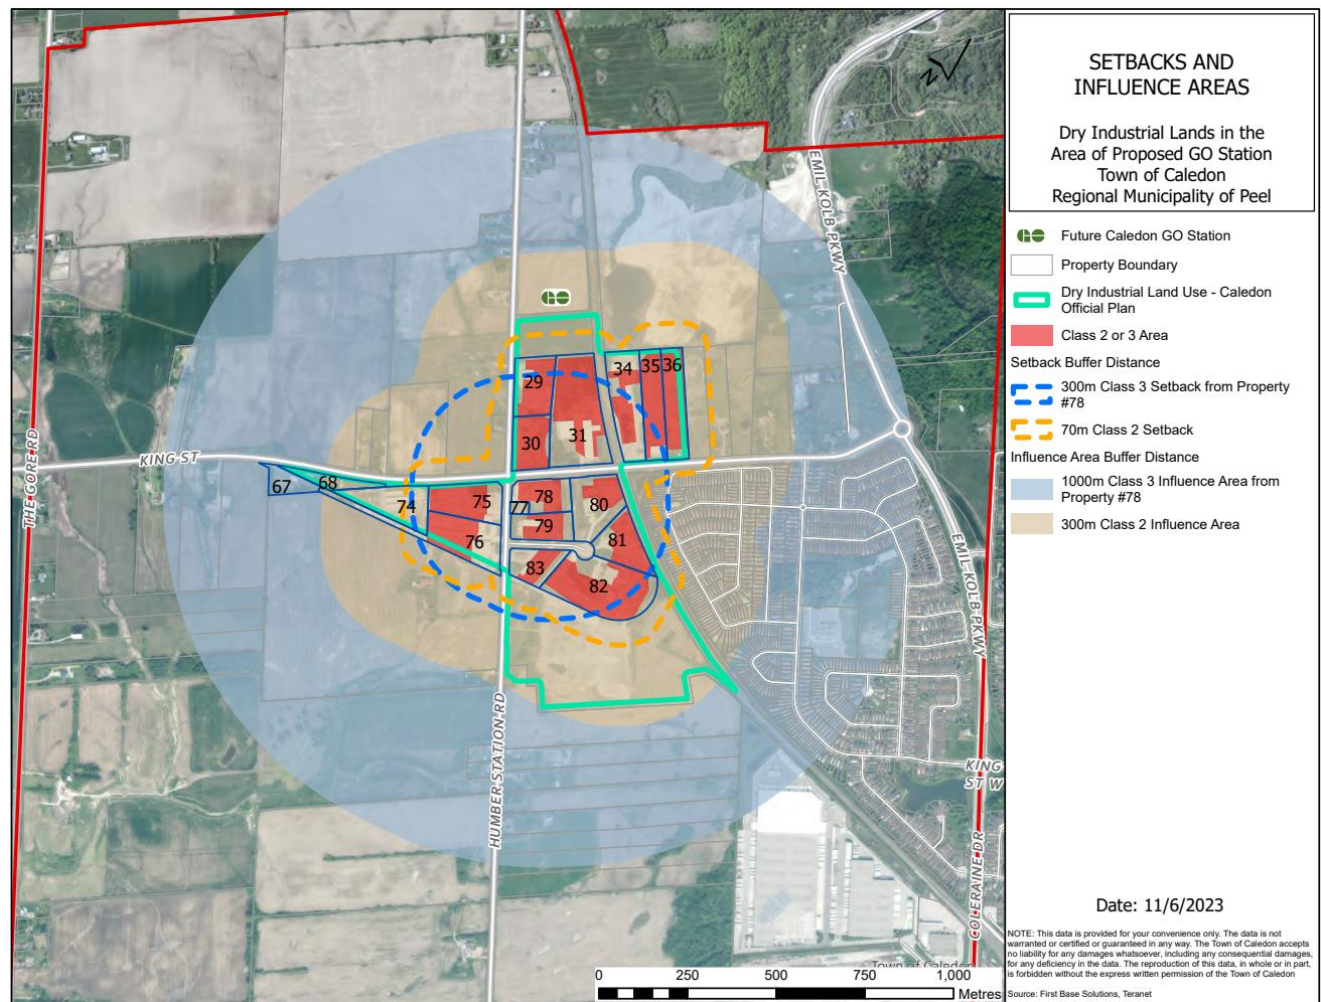 SETBACKS AND
INFLUENCE AREAS
Dry Industrial Lands in the
Area of Proposed GO Station
Town of Caledon
Regional Municipality of Peel
GO
Future Caledon GO Station
Property Boundary
Dry Industrial Land Use - Caledon
Official Plan
Class 2 or 3 Area
Setback Buffer Distance
300m Class 3 Setback from Property
#78
70m Class 2 Setback
Influence Area Buffer Distance
1000m Class 3 Influence Area from
Property #78
300m Class 2 Influence Area
Date: 11/6/2023
NOTE: This data is provided for your convenience only. The data is not
warranted or certified or guaranteed in any way. The Town of Caledon accepts
no liability for any damages whatsoever, including any consequential damages,
for any deficiency in the data. The reproduction of this data, in whole or in part,
is forbidden without the express written permission of the Town of Caledon
Source: First Base Solutions, Teranet
N
EMIL KOLB PKWY
GO
29
34
35
36
30
31
KING ST
THE GORE RD
67
68
74
75
77
78
80
79
76
81
83
82
EMIL KOLB PKWY
HUMBER STATION RD
KING
ST W
COLERAINE DR
Town of Caledon
0
250
500
750
1,000
Metres